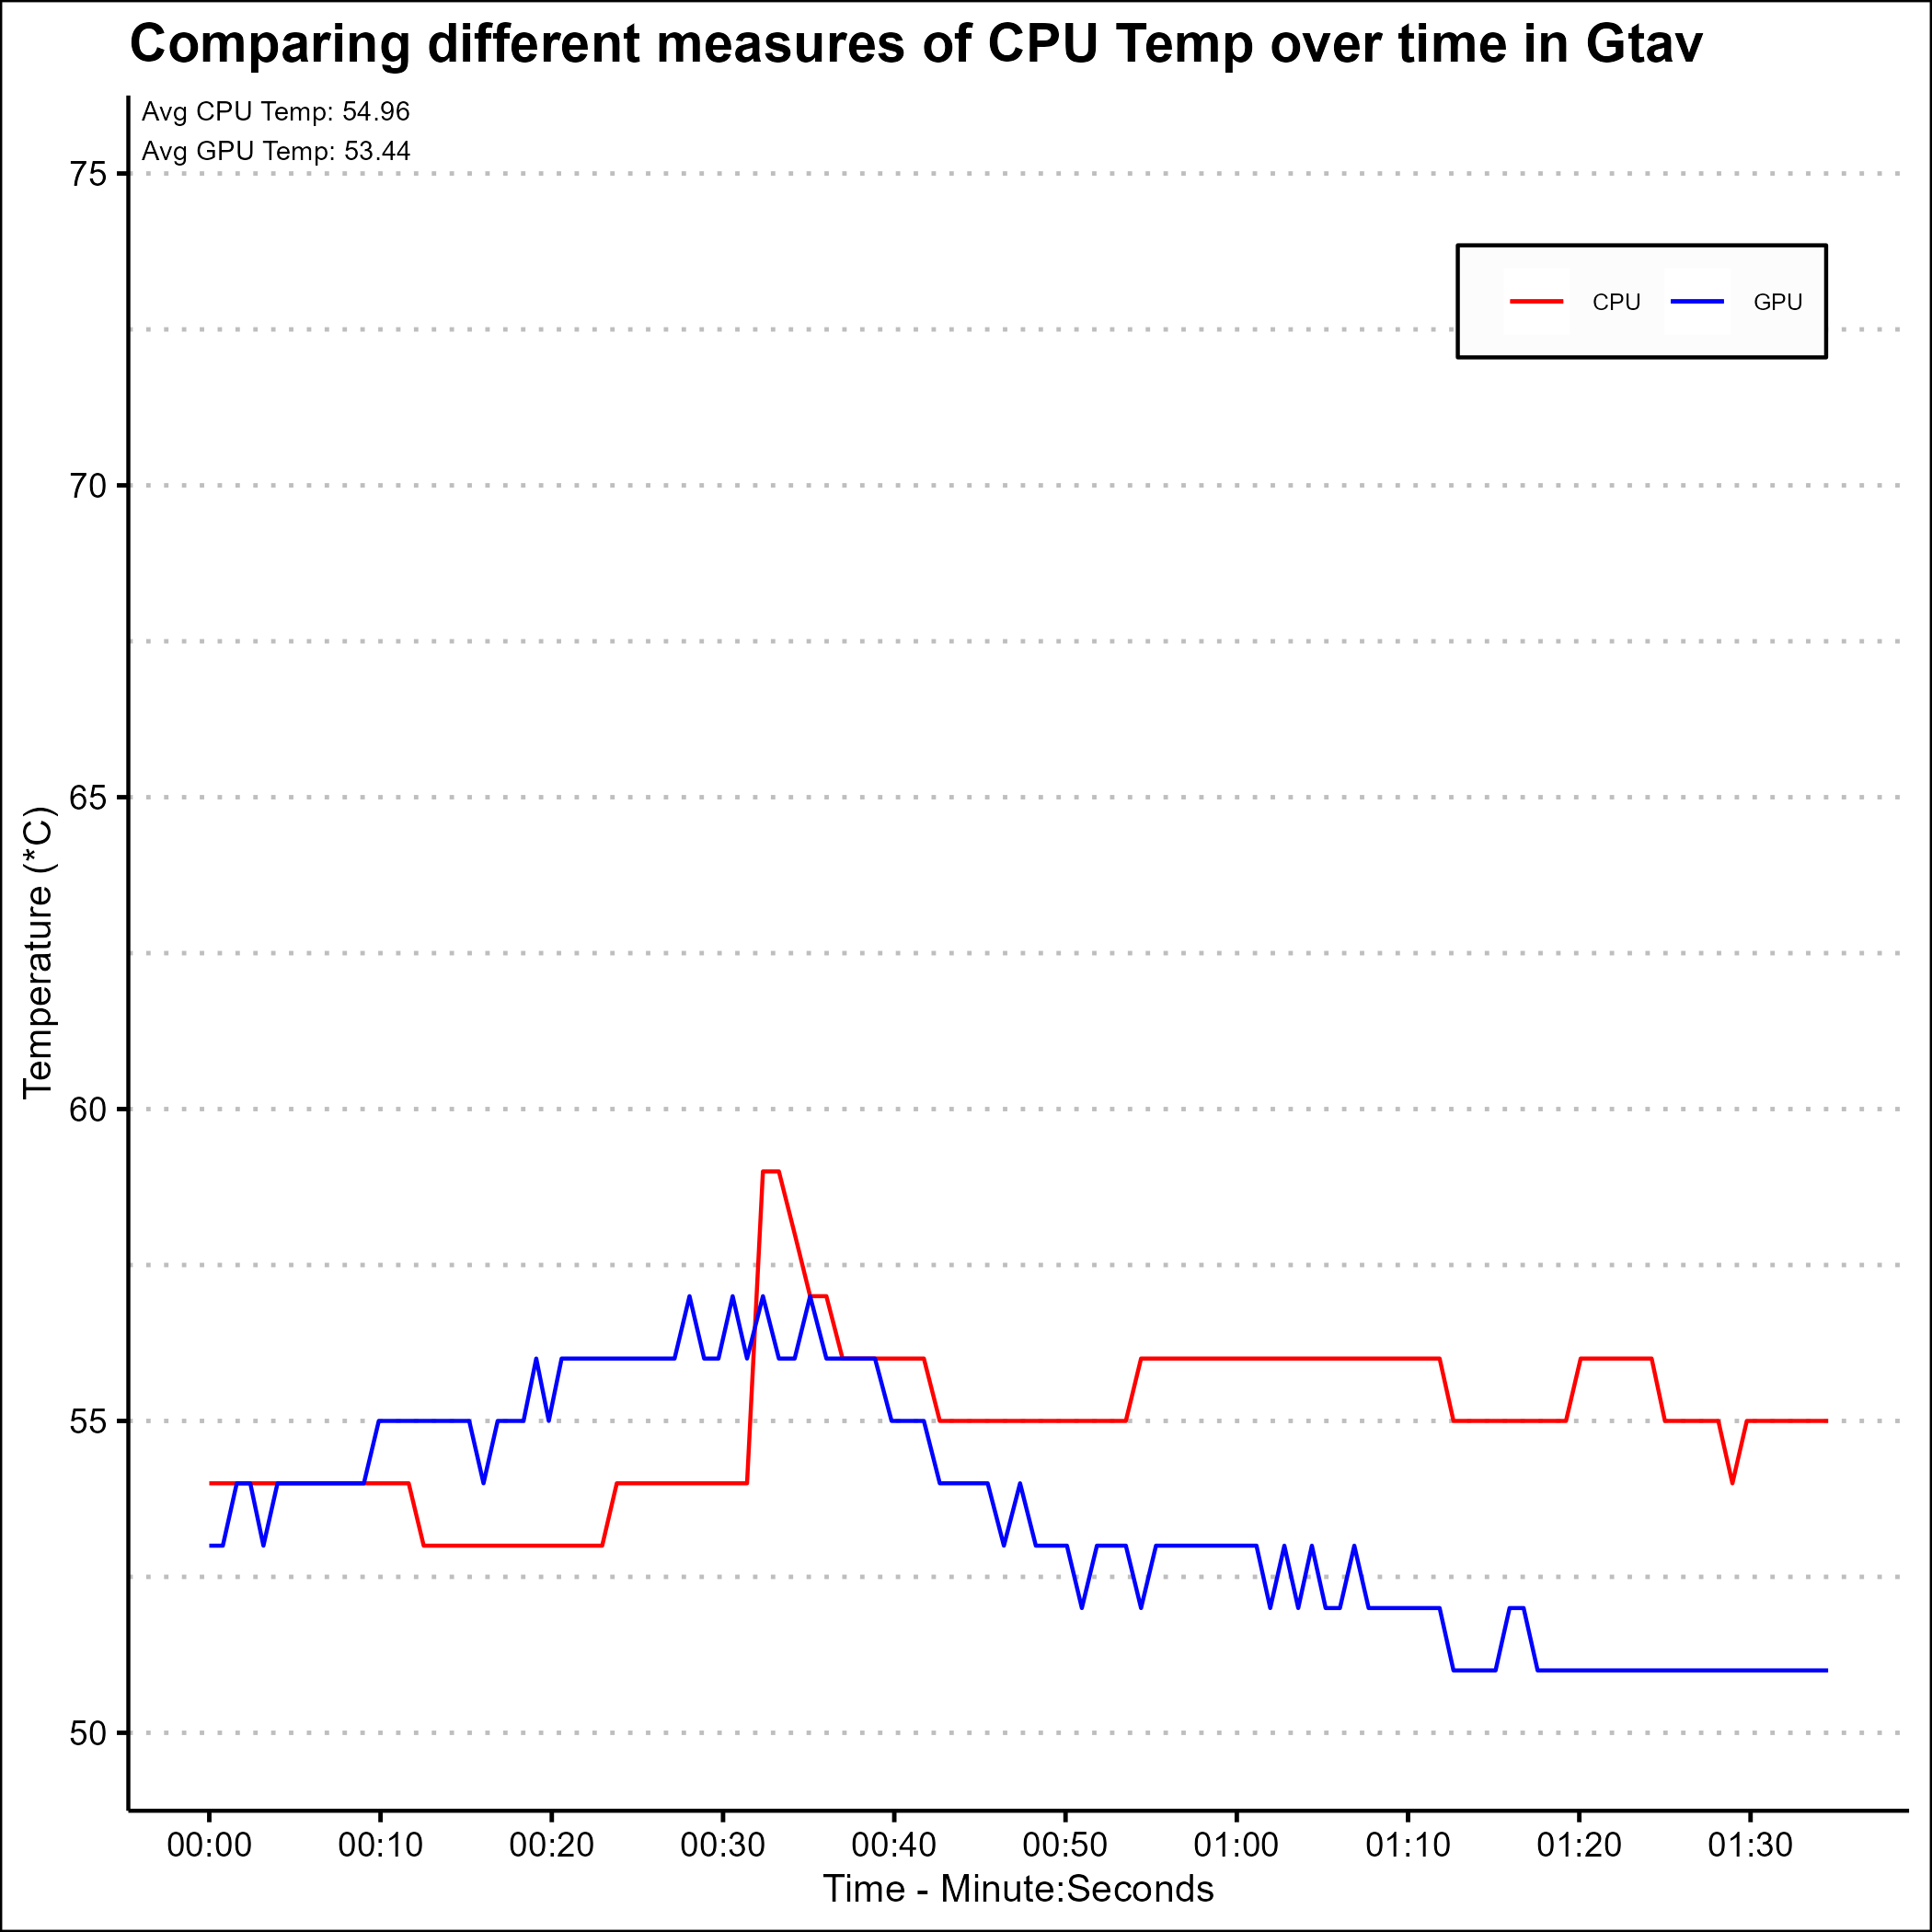 Comparing different measures of CPU Temp over time in Gtav
Avg CPU Temp: 54.96
Avg GPU Temp: 53.44
75
CPU GPU
70
65
Temperature (*C)
60
55
50
00:00 00:10 00:20 00:30 00:40 00:50 01:00 01:10 01:20 01:30
Time - Minute:Seconds